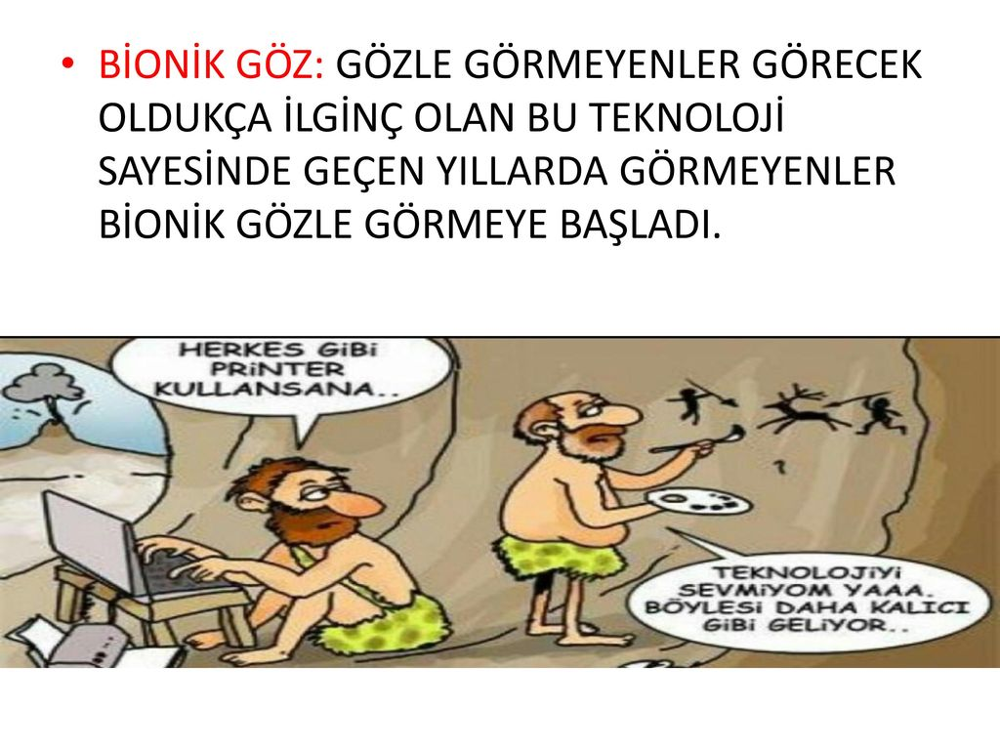 • BİONİK GÖZ: GÖZLE GÖRMEYENLER GÖRECEK
OLDUKÇA İLGİNÇ OLAN BU TEKNOLOJİ
SAYESİNDE GEÇEN YILLARDA GÖRMEYENLER
BİONİK GÖZLE GÖRMEYE BAŞLADI.
HERKES GiBi
PRiNTER
KULLANSANA..
TEKNOLOJiYi
SEVMiYOM YAAA.
BÖYLESi DAHA KALICI
GiBi GELiYOR..